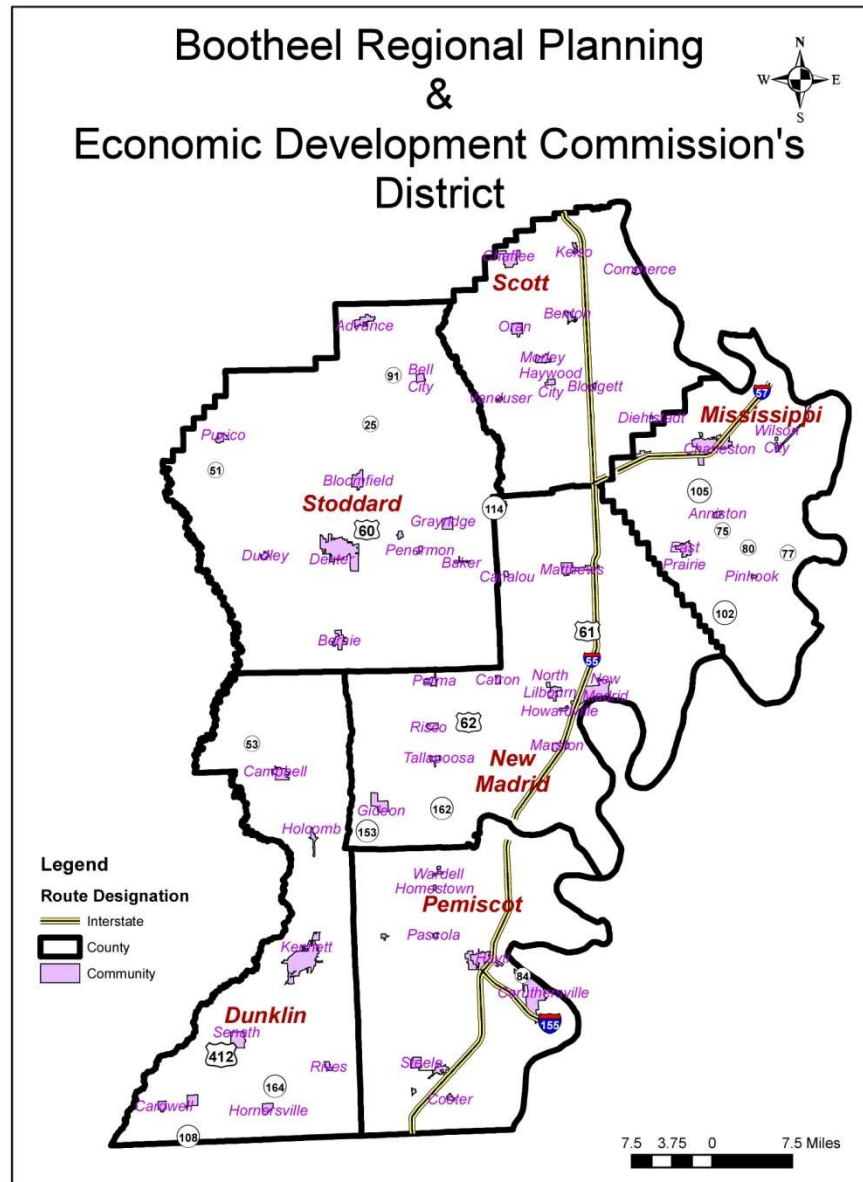 Bootheel Regional Planning
&
Economic Development Commission's
District
N
W E
S
Chaffee
Kelso
Scott
Commerce
Advance
Oran
Benton
Morley
91
Bell
City
Haywood
City
Blodgett
Vanduser
57
Diehlstadt
Mississippi
Wilson
City
25
Puxico
Charleston
51
Bloomfield
105
Stoddard
114
Anniston
Grayridge
60
75
Dudley
Dexter
Penermon
Baker
East
Prairie
80
77
Canalou
Matthews
Pinhook
102
Bernie
61
55
Parma
Catron
North
Lilbourn
New
Madrid
Howardville
Risco
62
53
Marston
Tallapoosa
New
Madrid
Campbell
Gideon
162
153
Holcomb
Legend
Route Designation
Interstate
County
Community
Wardell
Homestown
Pemiscot
Pascola
Kennett
Hayti
84
Caruthersville
Dunklin
155
Senath
412
Steele
Rives
164
Cooter
Cardwell
Hornersville
108
7.5 3.75 0 7.5 Miles